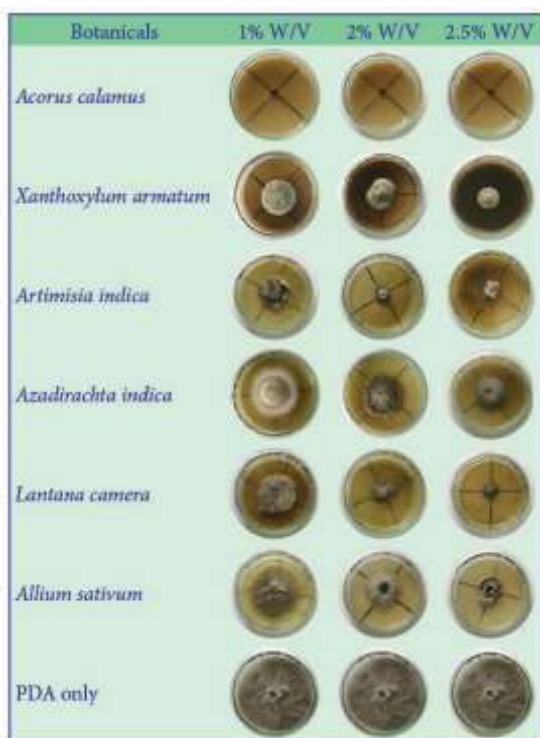 Botanicals 1% W/V 2% W/V 2.5% W/V
Acorus calamus
Xanthoxylum armatum
Artimisia indica
Azadirachta indica
Lantana camera
Allium sativum
PDA only